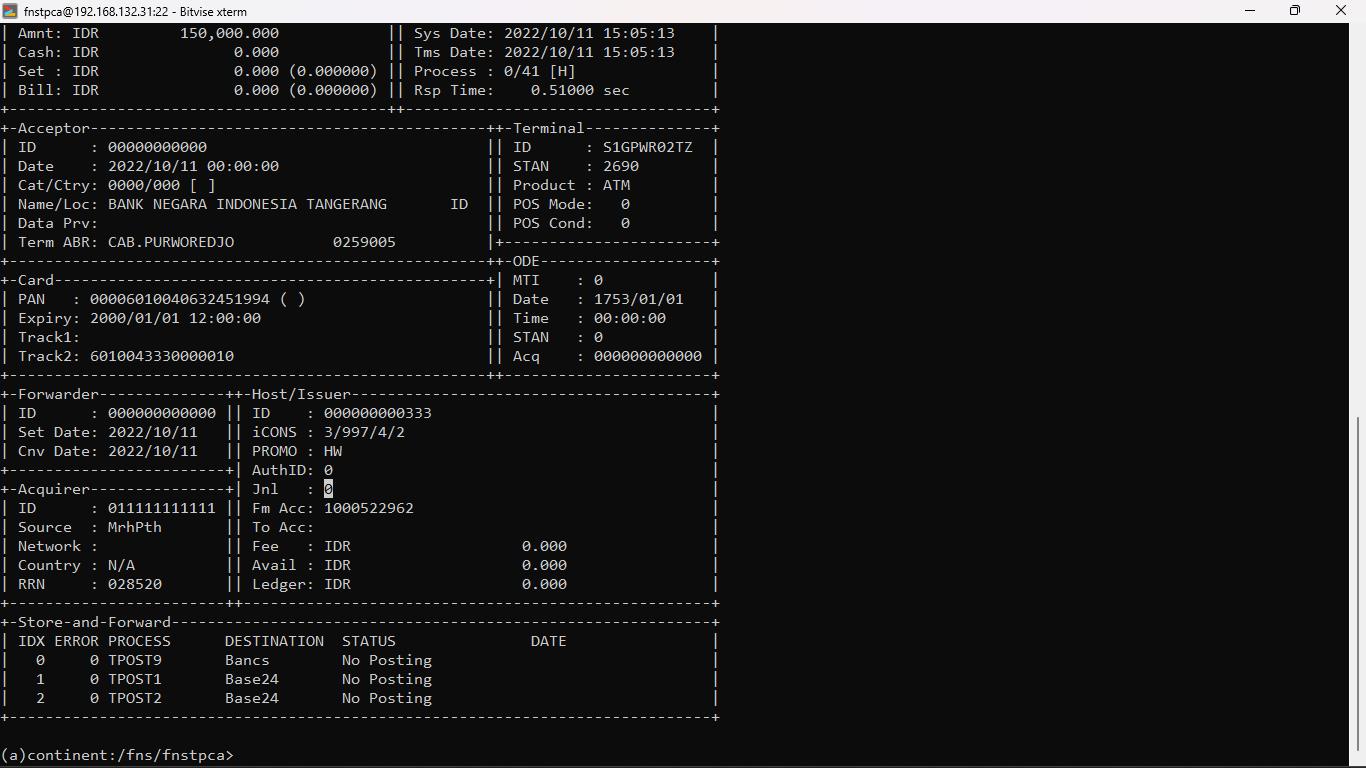 fnstpca@192.168.132.31:22 - Bitvise xterm
| Amnt: IDR         150,000.000            || Sys Date: 2022/10/11 15:05:13    |
| Cash: IDR               0.000            || Tms Date: 2022/10/11 15:05:13    |
| Set : IDR               0.000 (0.000000) || Process : 0/41 [H]               |
| Bill: IDR               0.000 (0.000000) || Rsp Time:    0.51000 sec         |
+------------------------------------------++----------------------------------+
+-Acceptor--------------------------------------------++-Terminal--------------+
| ID      : 00000000000                               || ID      : S1GPWR02TZ  |
| Date    : 2022/10/11 00:00:00                       || STAN    : 2690        |
| Cat/Ctry: 0000/000 [ ]                              || Product : ATM         |
| Name/Loc: BANK NEGARA INDONESIA TANGERANG       ID  || POS Mode:   0         |
| Data Prv:                                           || POS Cond:   0         |
| Term ABR: CAB.PURWOREDJO           0259005          |+-----------------------+
+-----------------------------------------------------++-ODE-------------------+
+-Card------------------------------------------------+| MTI    : 0            |
| PAN   : 00006010040632451994 ( )                    || Date   : 1753/01/01   |
| Expiry: 2000/01/01 12:00:00                         || Time   : 00:00:00     |
| Track1:                                             || STAN   : 0            |
| Track2: 6010043330000010                            || Acq    : 000000000000 |
+-----------------------------------------------------++-----------------------+
+-Forwarder--------------++-Host/Issuer----------------------------------------+
| ID      : 000000000000 || ID    : 000000000333                               |
| Set Date: 2022/10/11   || iCONS : 3/997/4/2                                  |
| Cnv Date: 2022/10/11   || PROMO : HW                                         |
+------------------------+| AuthID: 0                                          |
+-Acquirer---------------+| Jnl   : 0                                          |
| ID      : 011111111111 || Fm Acc: 1000522962                                 |
| Source  : MrhPth       || To Acc:                                            |
| Network :              || Fee   : IDR                   0.000                |
| Country : N/A          || Avail : IDR                   0.000                |
| RRN     : 028520       || Ledger: IDR                   0.000                |
+------------------------++----------------------------------------------------+
+-Store-and-Forward------------------------------------------------------------+
| IDX ERROR PROCESS      DESTINATION  STATUS               DATE                |
|   0     0 TPOST9       Bancs        No Posting                               |
|   1     0 TPOST1       Base24       No Posting                               |
|   2     0 TPOST2       Base24       No Posting                               |
+------------------------------------------------------------------------------+
(a)continent:/fns/fnstpca>